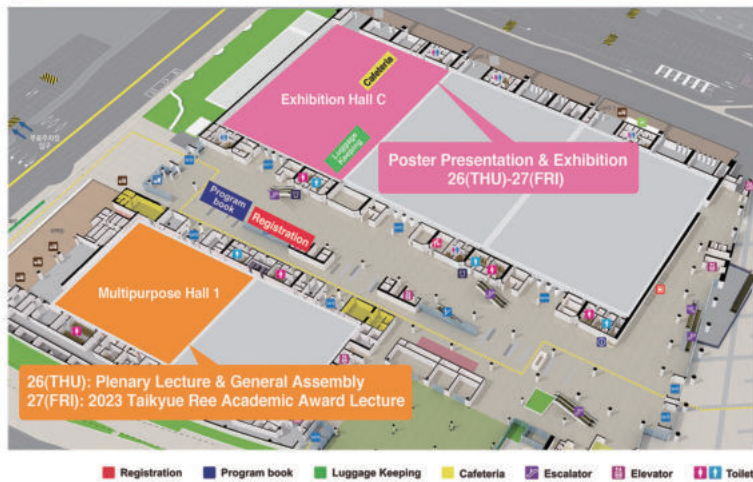 Cafeteria
Exhibition Hall C
Luggage
Keeping
Poster Presentation & Exhibition
26(THU)-27(FRI)
Program
book
Registration
Multipurpose Hall 1
26(THU): Plenary Lecture & General Assembly
27(FRI): 2023 Taikyue Ree Academic Award Lecture
Registration
Program book
Luggage Keeping
Cafeteria
Escalator
Elevator
Toilet